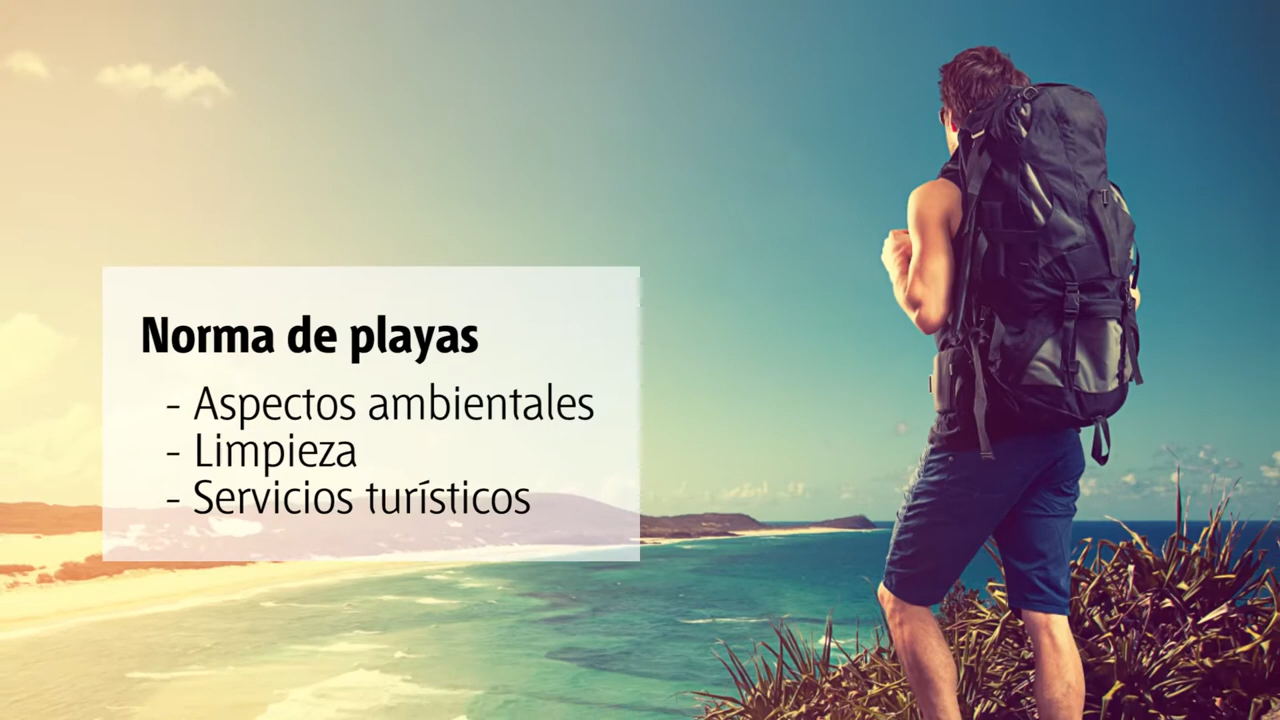 Norma de playas
- Aspectos ambientales
- Limpieza
- Servicios turísticos